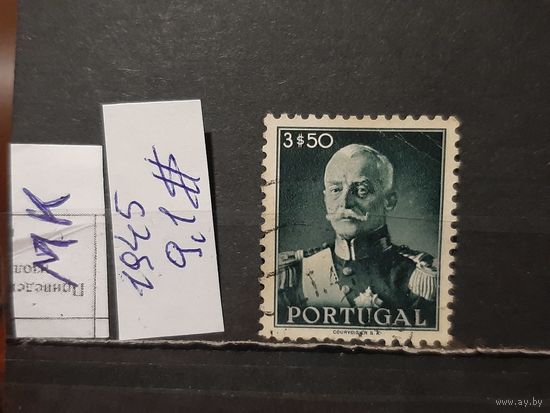 МК
1945
9,1#
3$50
PORTUGAL
COURVOISIER S.A.
www.ay.by